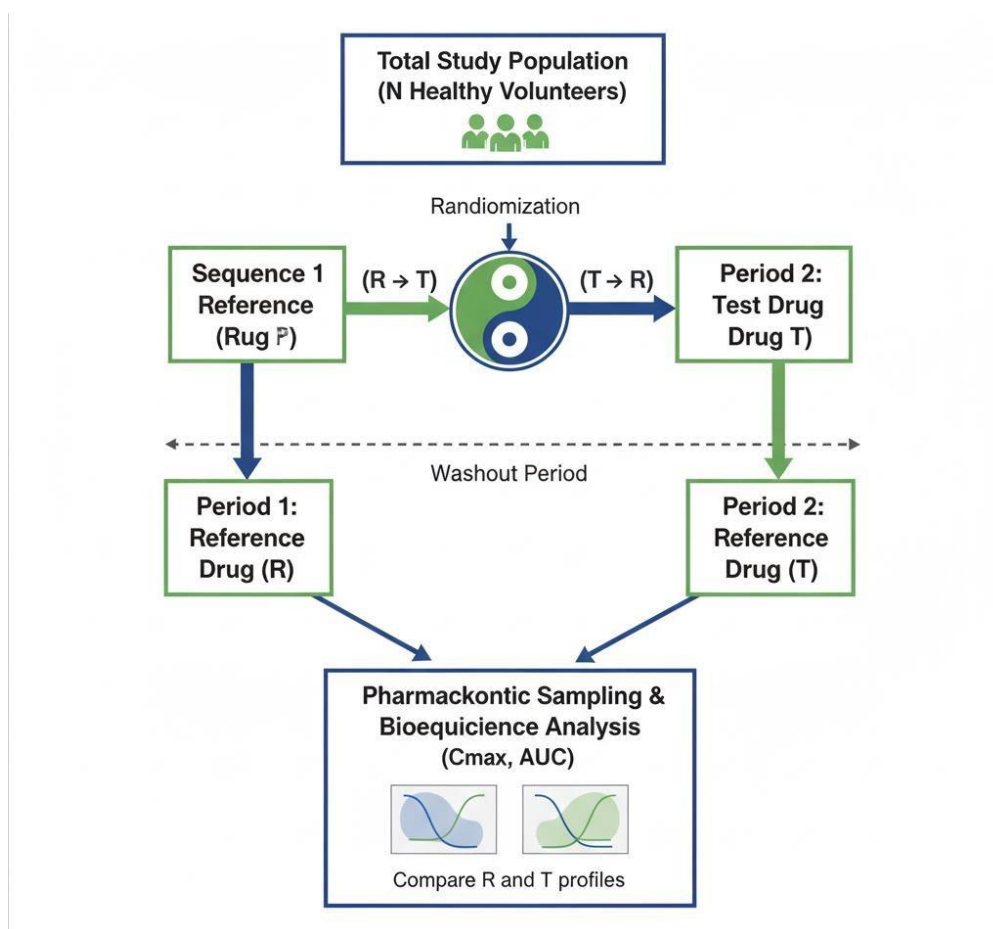 Total Study Population
(N Healthy Volunteers)
Randiomization
Sequence 1
Reference
(Rug P)
(R → T)
(T → R)
Period 2:
Test Drug
Drug T)
Washout Period
Period 1:
Reference
Drug (R)
Period 2:
Reference
Drug (T)
Pharmackontic Sampling &
Bioequicience Analysis
(Cmax, AUC)
Compare R and T profiles